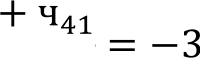 + ч₄₁ = −3